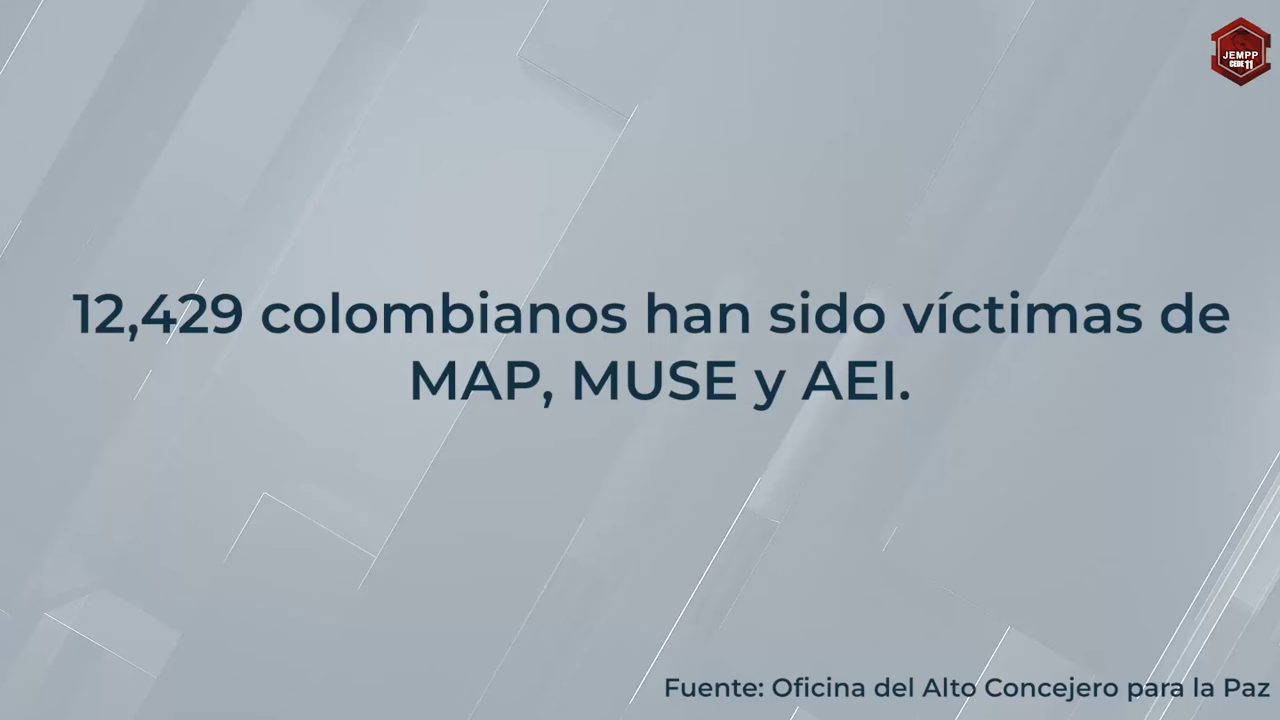 JEMPP
CEDE 11
12,429 colombianos han sido víctimas de
MAP, MUSE y AEI.
Fuente: Oficina del Alto Concejero para la Paz